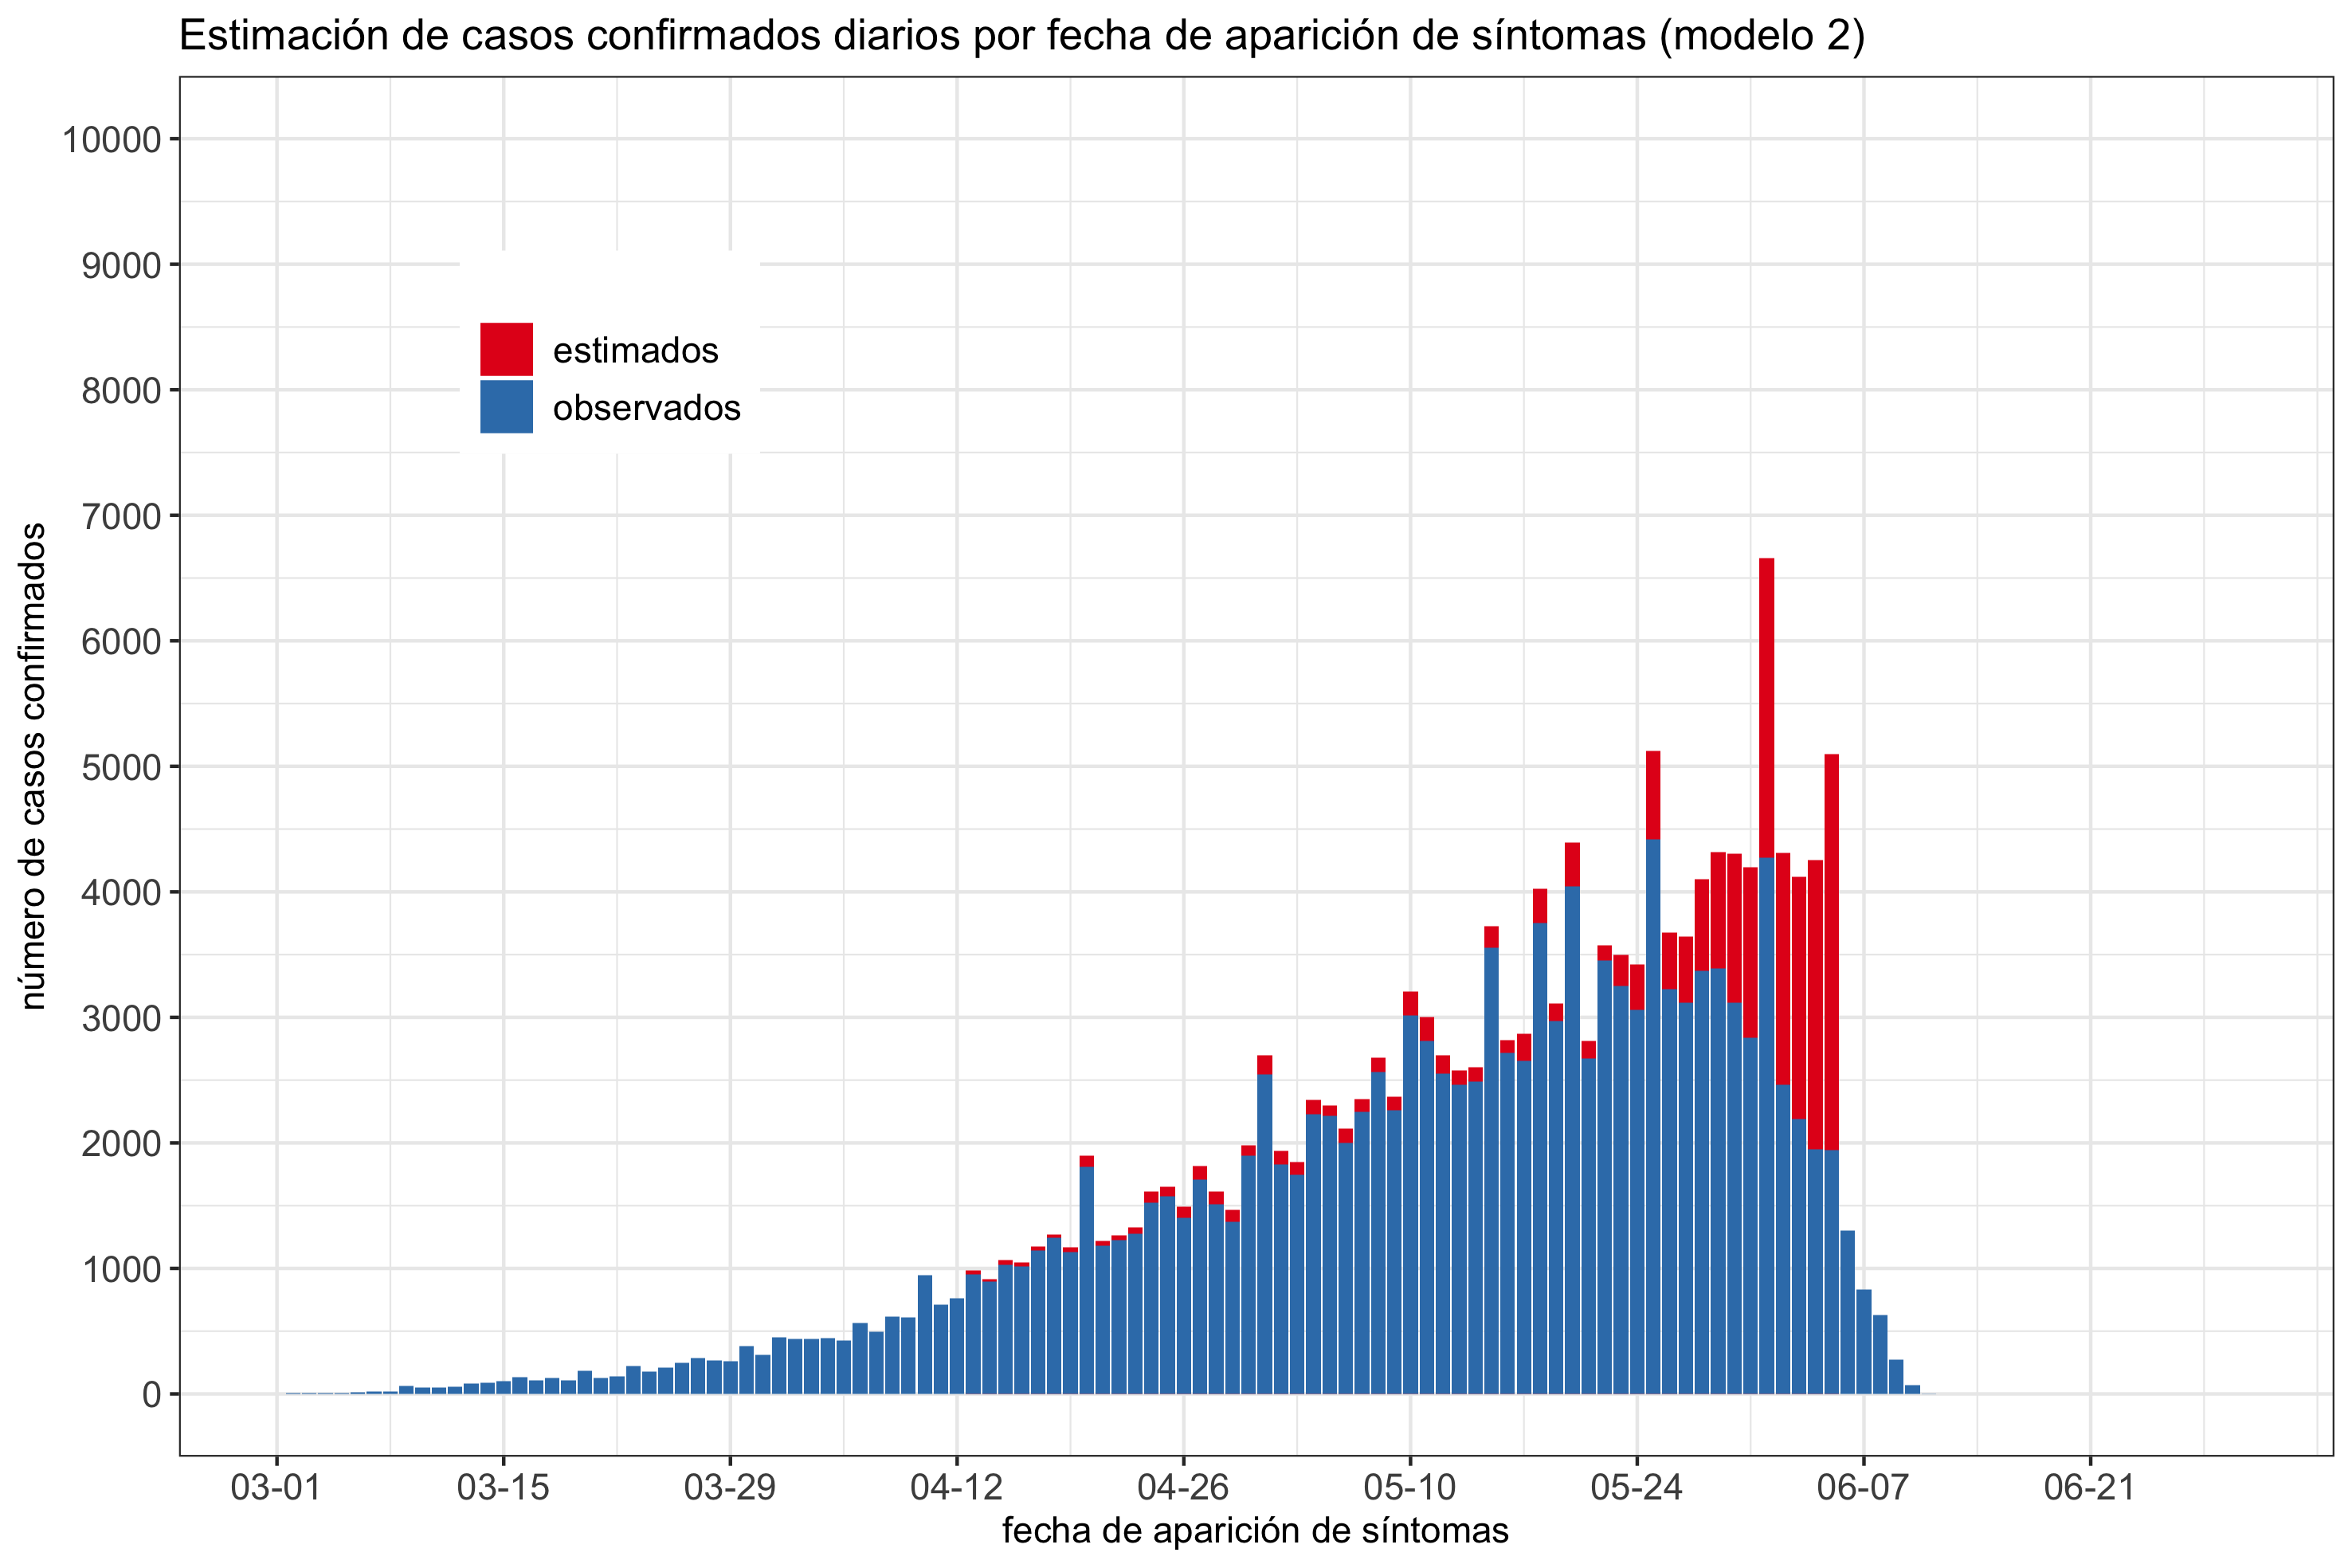 Estimación de casos confirmados diarios por fecha de aparición de síntomas (modelo 2)
número de casos confirmados
10000
9000
8000
7000
6000
5000
4000
3000
2000
1000
0
estimados
observados
03-01 03-15 03-29 04-12 04-26 05-10 05-24 06-07 06-21
fecha de aparición de síntomas